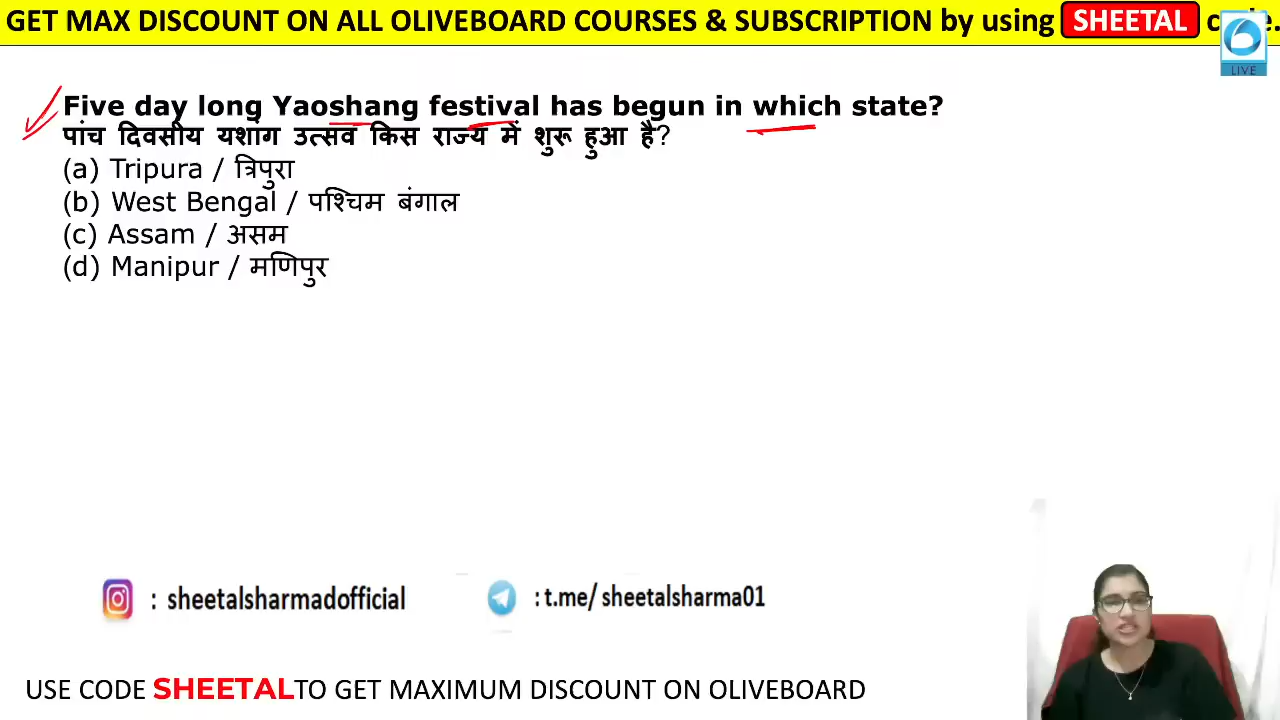 GET MAX DISCOUNT ON ALL OLIVEBOARD COURSES & SUBSCRIPTION by using SHEETAL code.
LIVE
Five day long Yaoshang festival has begun in which state?
पांच दिवसीय यशांग उत्सव किस राज्य में शुरू हुआ है?
(a) Tripura / त्रिपुरा
(b) West Bengal / पश्चिम बंगाल
(c) Assam / असम
(d) Manipur / मणिपुर
: sheetalsharmadofficial
: t.me/ sheetalsharma01
USE CODE SHEETALTO GET MAXIMUM DISCOUNT ON OLIVEBOARD